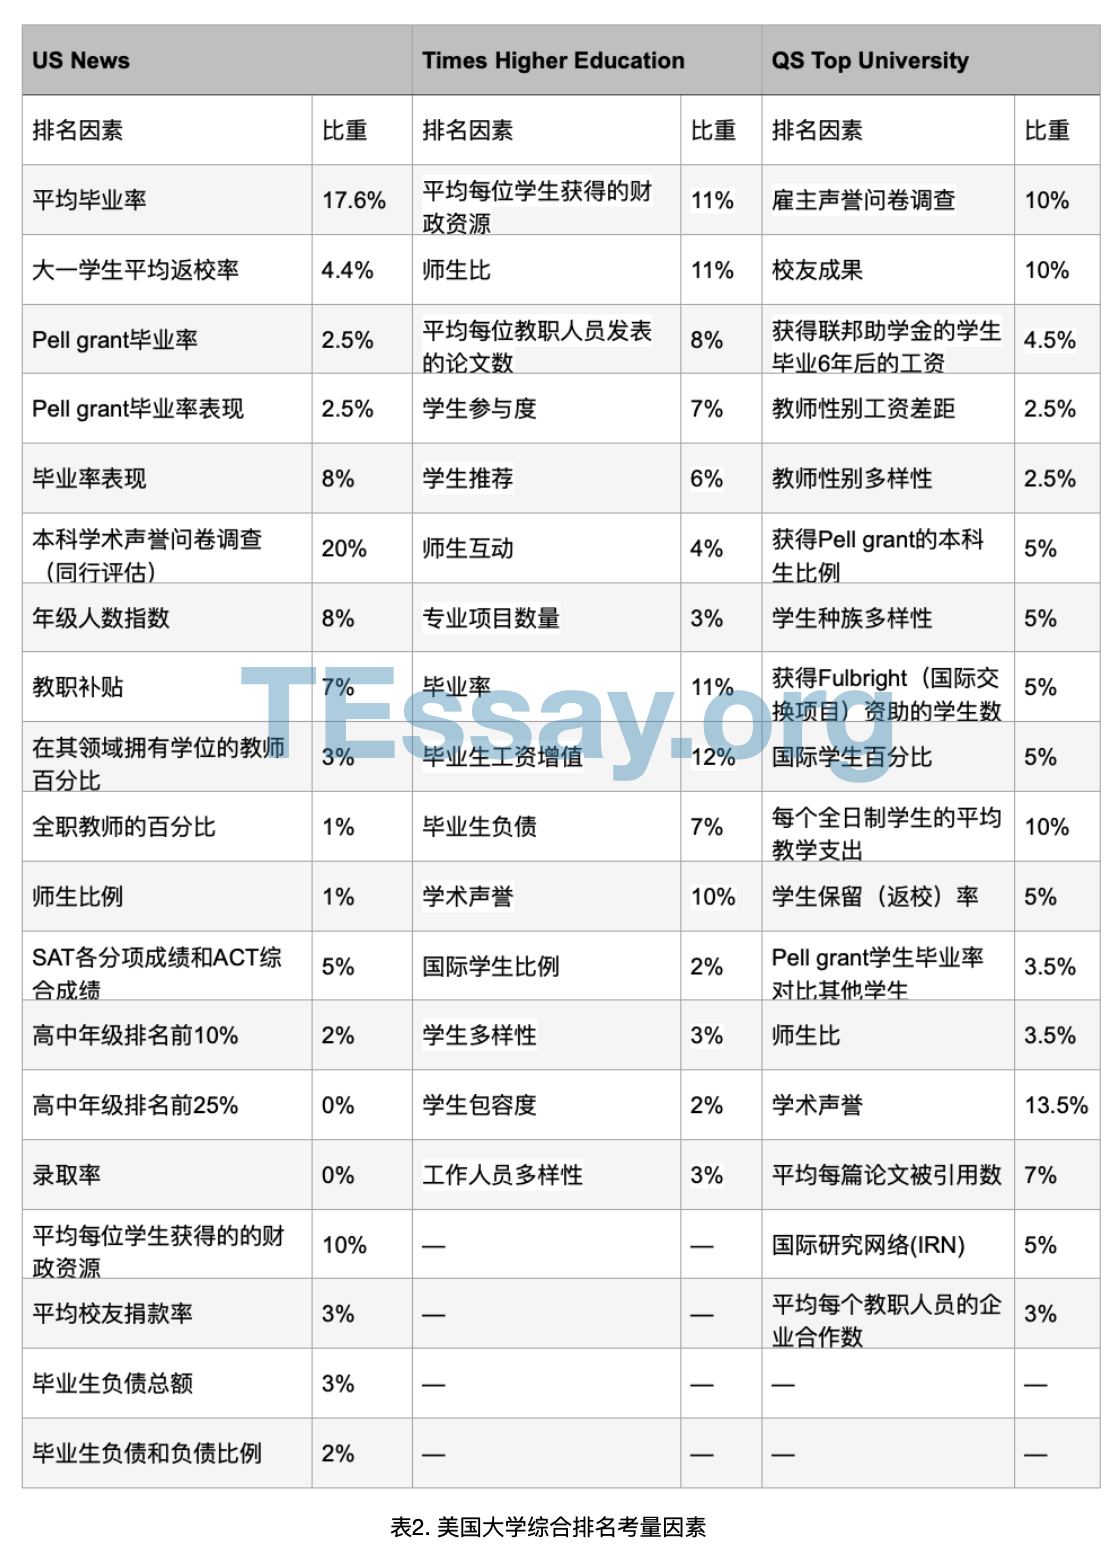 US News Times Higher Education QS Top University
排名因素 比重 排名因素 比重 排名因素 比重
平均毕业率 17.6% 平均每位学生获得的财 11% 雇主声誉问卷调查 10%
政资源
大一学生平均返校率 4.4% 师生比 11% 校友成果 10%
Pell grant毕业率 2.5% 平均每位教职人员发表 8% 获得联邦助学金的学生 4.5%
的论文数 毕业6年后的工资
Pell grant毕业率表现 2.5% 学生参与度 7% 教师性别工资差距 2.5%
毕业率表现 8% 学生推荐 6% 教师性别多样性 2.5%
本科学术声誉问卷调查 20% 师生互动 4% 获得Pell grant的本科 5%
（同行评估） 生比例
年级人数指数 8% 专业项目数量 3% 学生种族多样性 5%
教职补贴 7% 毕业率 11% 获得Fulbright（国际交 5%
换项目）资助的学生数
TEssay.org
在其领域拥有学位的教师 3% 毕业生工资增值 12% 国际学生百分比 5%
百分比
全职教师的百分比 1% 毕业生负债 7% 每个全日制学生的平均 10%
教学支出
师生比例 1% 学术声誉 10% 学生保留（返校）率 5%
SAT各分项成绩和ACT综 5% 国际学生比例 2% Pell grant学生毕业率 3.5%
合成绩 对比其他学生
高中年级排名前10% 2% 学生多样性 3% 师生比 3.5%
高中年级排名前25% 0% 学生包容度 2% 学术声誉 13.5%
录取率 0% 工作人员多样性 3% 平均每篇论文被引用数 7%
平均每位学生获得的的财 10% — — 国际研究网络(IRN) 5%
政资源
平均校友捐款率 3% — — 平均每个教职人员的企 3%
业合作数
毕业生负债总额 3% — — — —
毕业生负债和负债比例 2% — — — —
表2. 美国大学综合排名考量因素